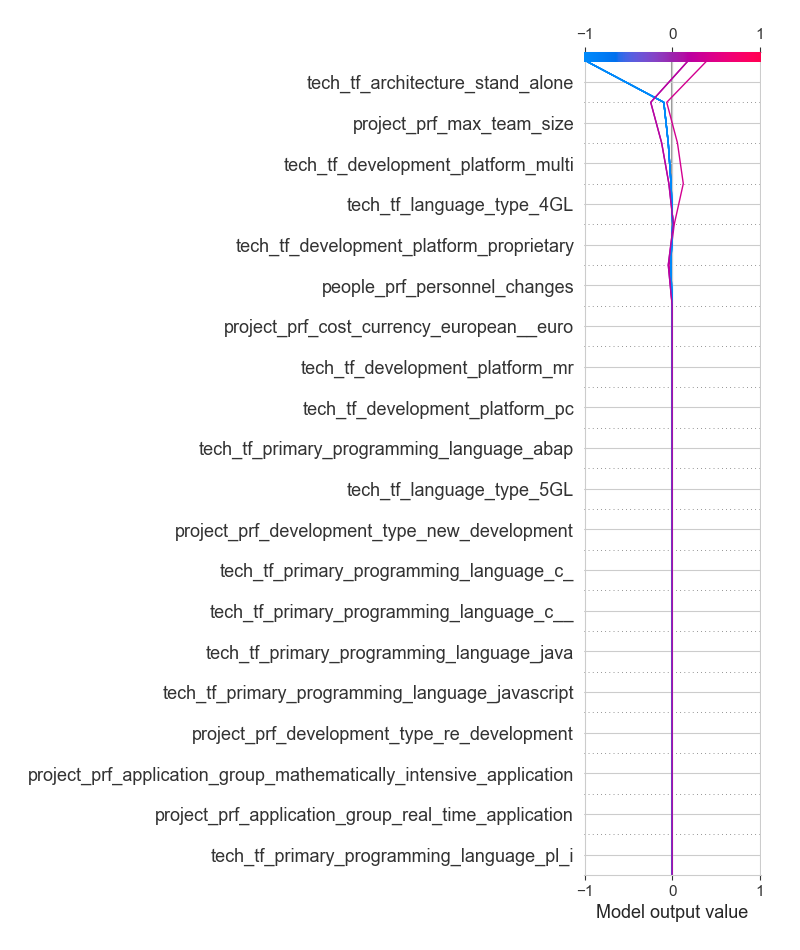 −1 0 1
tech_tf_architecture_stand_alone
project_prf_max_team_size
tech_tf_development_platform_multi
tech_tf_language_type_4GL
tech_tf_development_platform_proprietary
people_prf_personnel_changes
project_prf_cost_currency_european__euro
tech_tf_development_platform_mr
tech_tf_development_platform_pc
tech_tf_primary_programming_language_abap
tech_tf_language_type_5GL
project_prf_development_type_new_development
tech_tf_primary_programming_language_c_
tech_tf_primary_programming_language_c__
tech_tf_primary_programming_language_java
tech_tf_primary_programming_language_javascript
project_prf_development_type_re_development
project_prf_application_group_mathematically_intensive_application
project_prf_application_group_real_time_application
tech_tf_primary_programming_language_pl_i
−1 0 1
Model output value